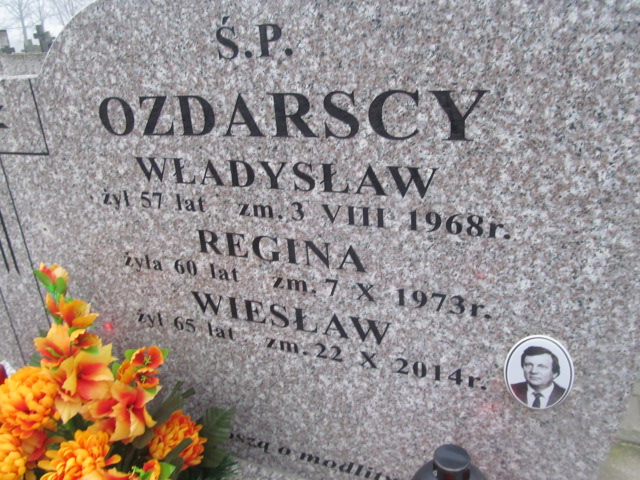 Ś.P.
OZDARSCY
WŁADYSŁAW
żył 57 lat zm. 3 VIII 1968r.
REGINA
żyła 60 lat zm. 7 X 1973r.
WIESŁAW
żył 65 lat zm. 22 X 2014r.
o modlitwę